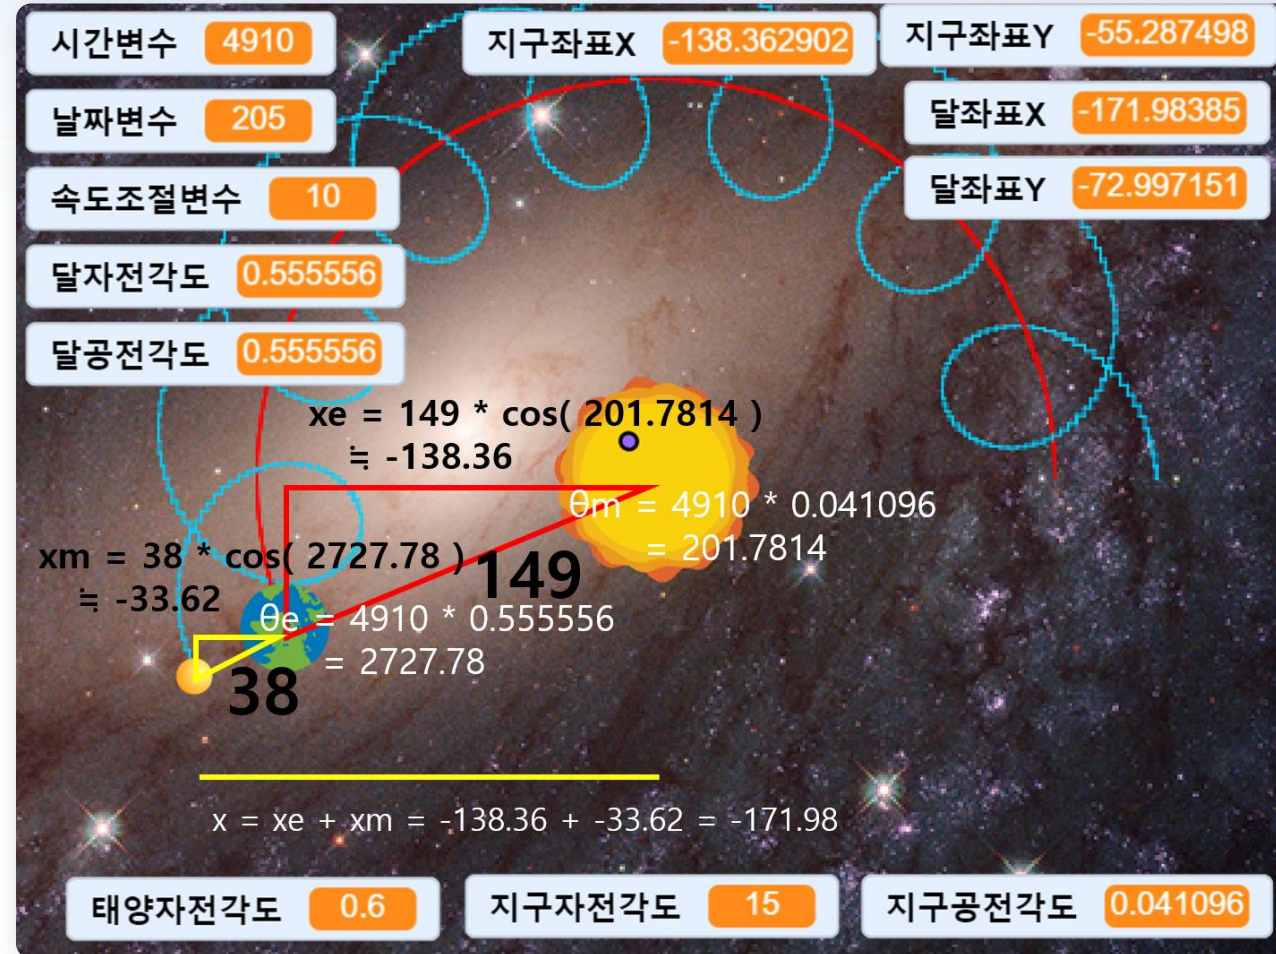 시간변수 4910
지구좌표X -138.362902
지구좌표Y -55.287498
날짜변수 205
달좌표X -171.98385
속도조절변수 10
달좌표Y -72.997151
달자전각도 0.555556
달공전각도 0.555556
xe = 149 * cos( 201.7814 )
≒ -138.36
θm = 4910 * 0.041096
= 201.7814
xm = 38 * cos( 2727.78 )
≒ -33.62
149
θe = 4910 * 0.555556
= 2727.78
38
x = xe + xm = -138.36 + -33.62 = -171.98
태양자전각도 0.6
지구자전각도 15
지구공전각도 0.041096